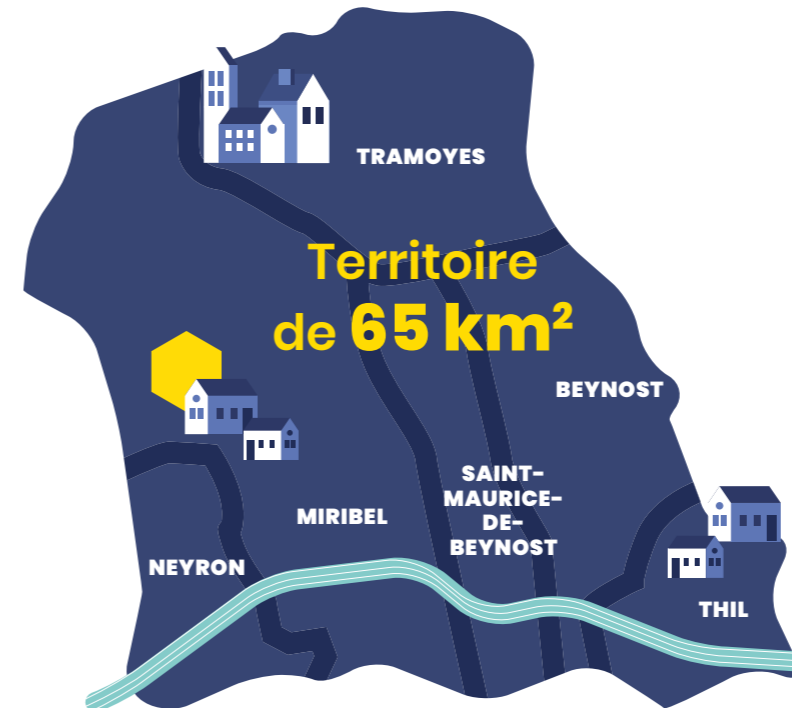 TRAMOYES
Territoire
de 65 km²
BEYNOST
SAINT-
MAURICE-
DE-
BEYNOST
MIRIBEL
NEYRON
THIL